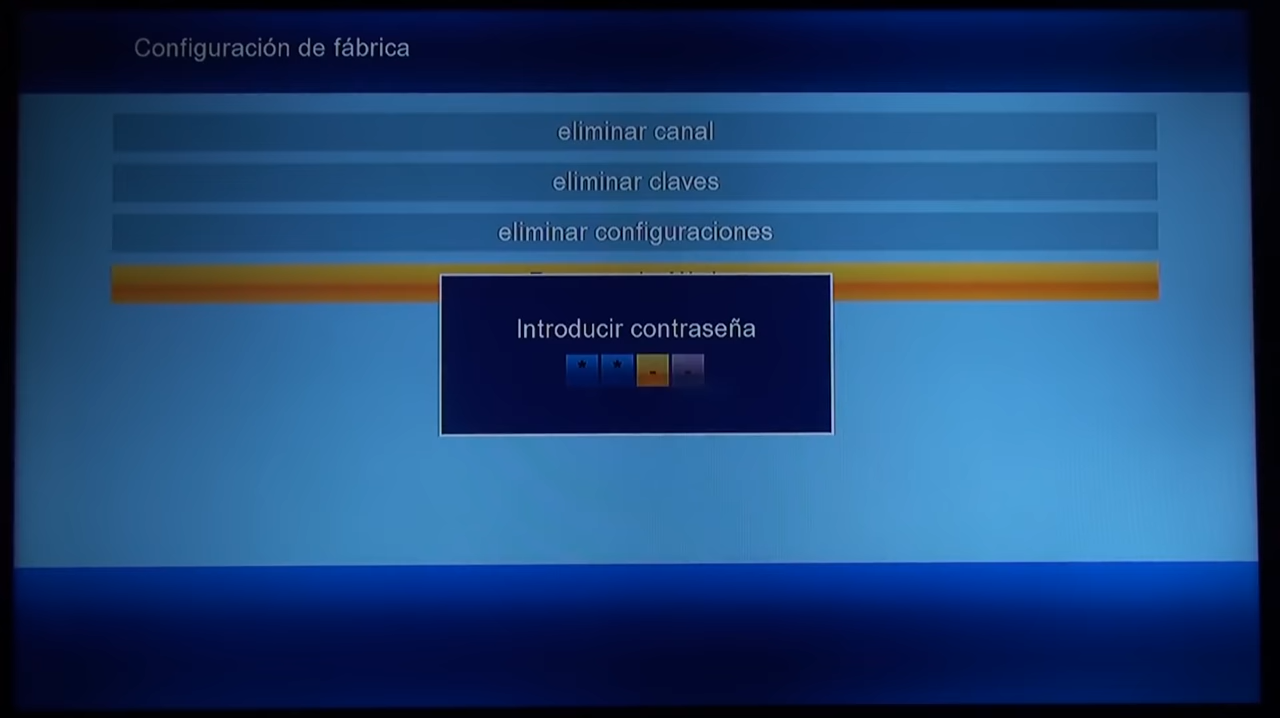 Configuración de fábrica
eliminar canal
eliminar claves
eliminar configuraciones
Introducir contraseña
* * - -